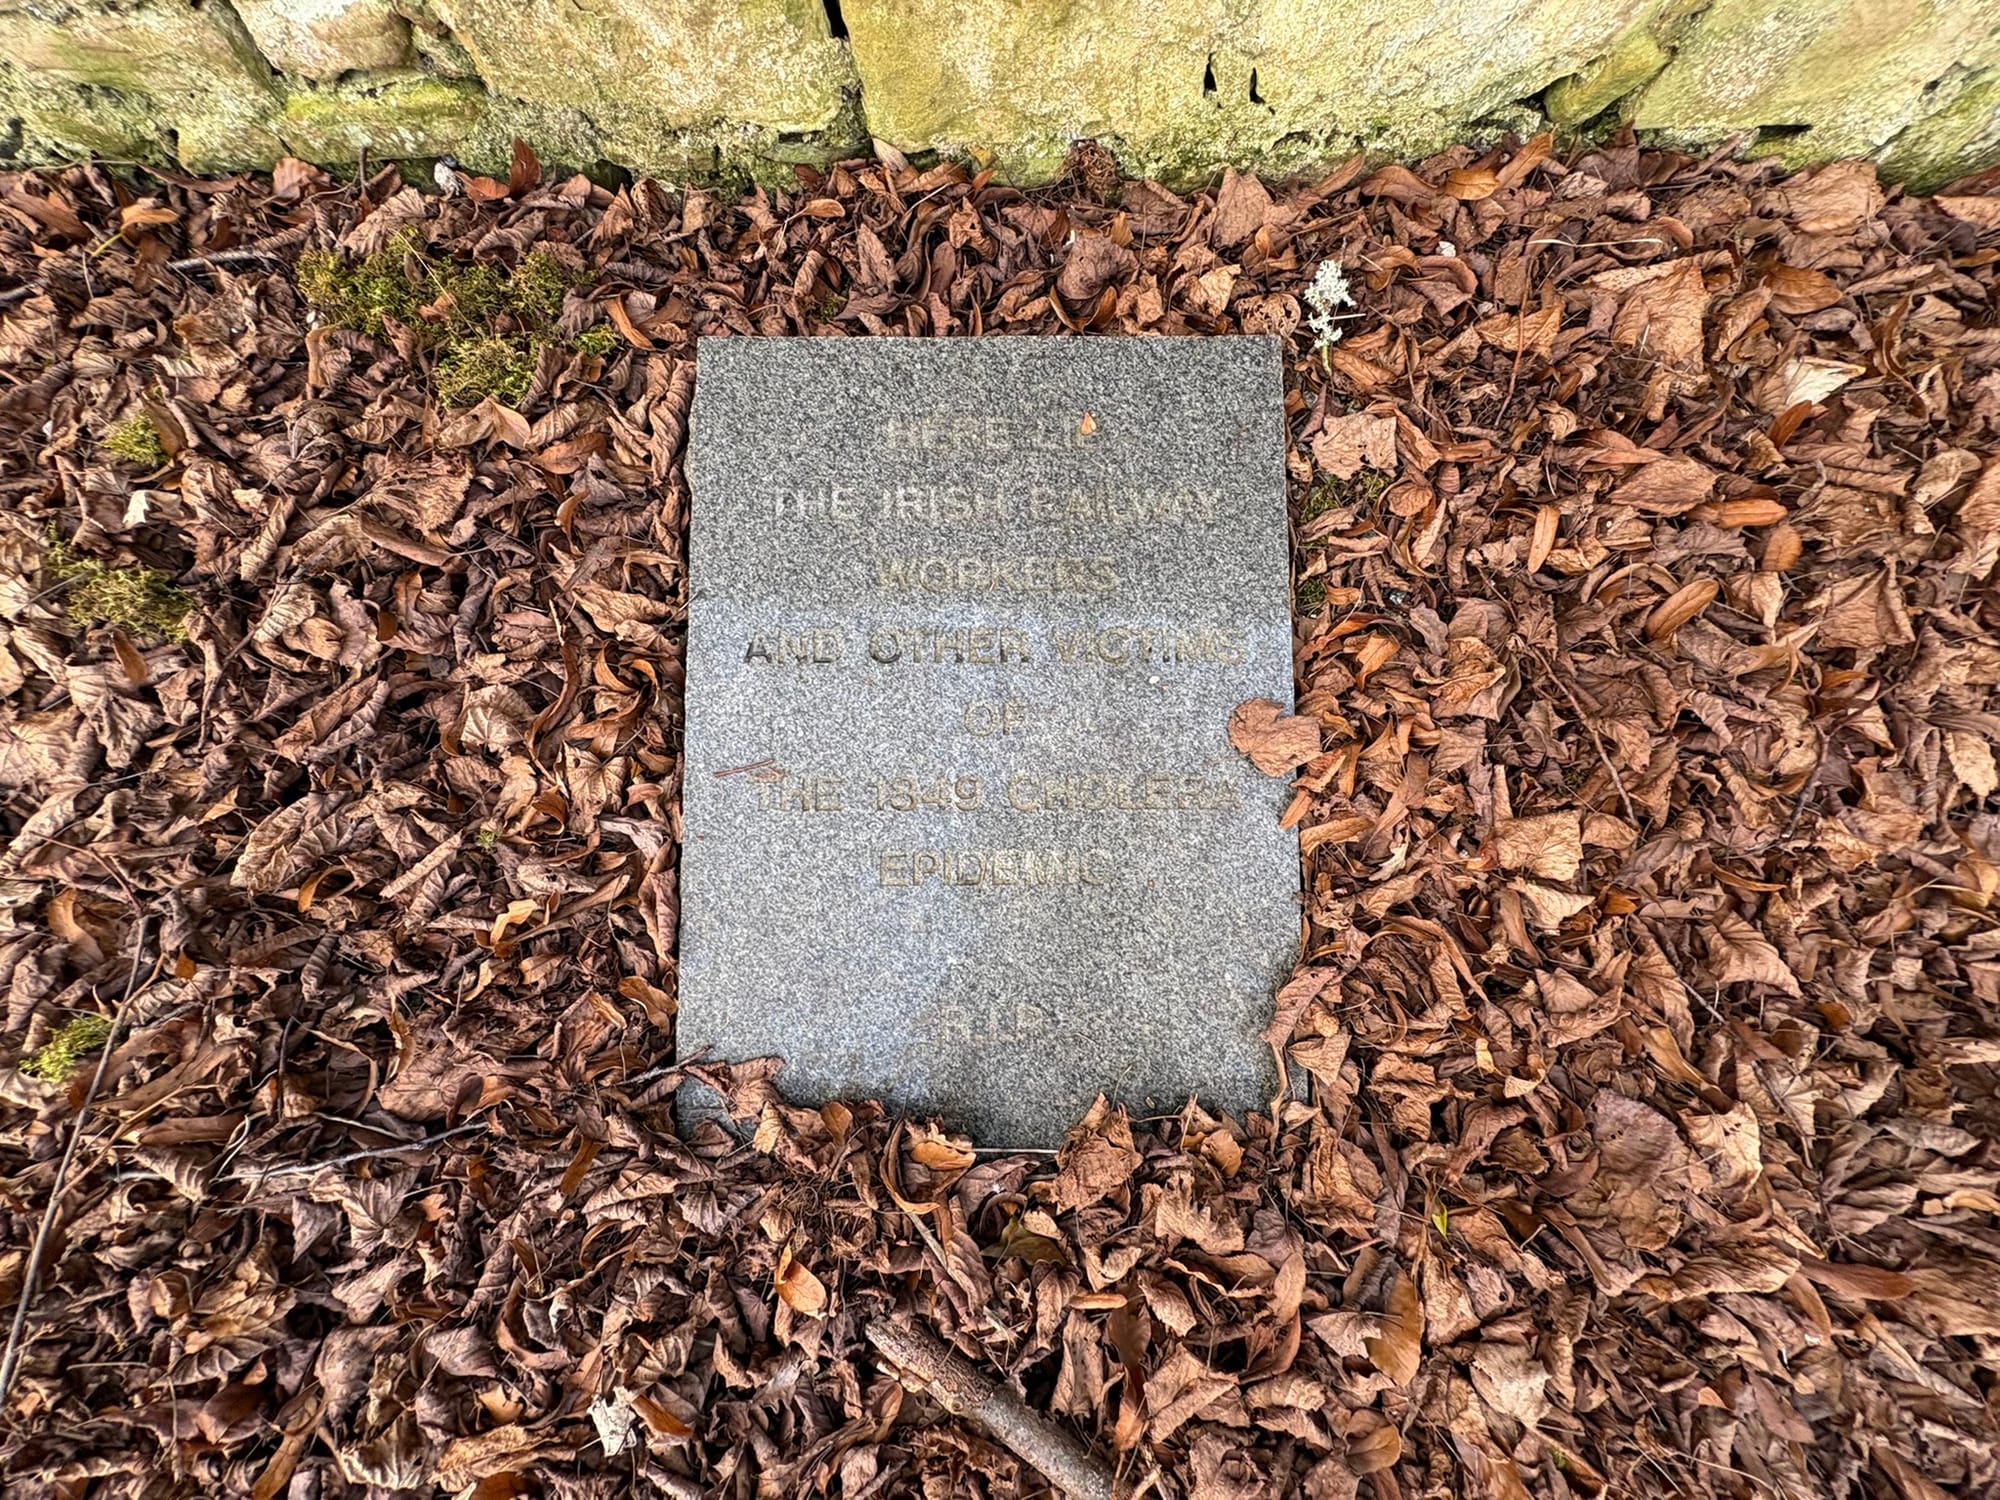 HERE LIE
THE IRISH RAILWAY
WORKERS
AND OTHER VICTIMS
OF
THE 1849 CHOLERA
EPIDEMIC
R.I.P.